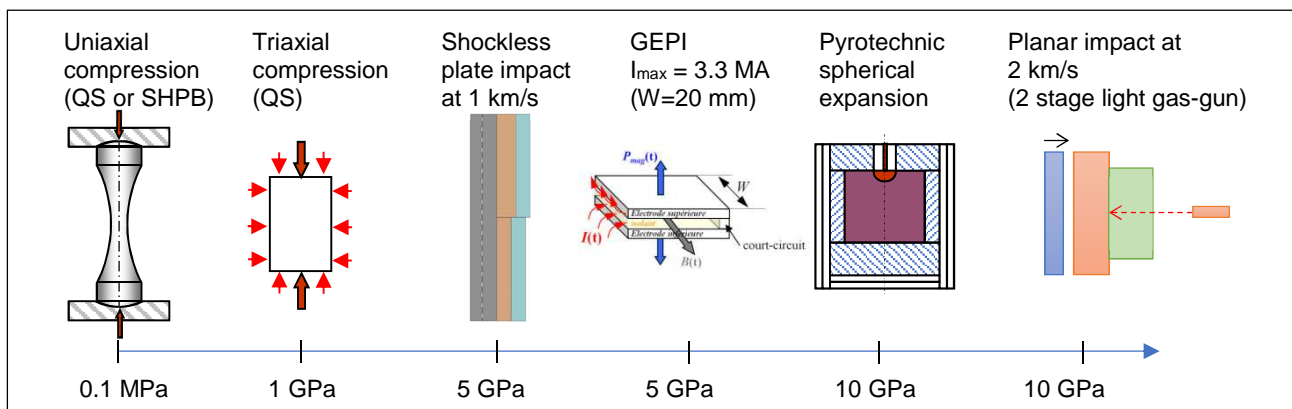 Uniaxial
compression
(QS or SHPB)
Triaxial
compression
(QS)
Shockless
plate impact
at 1 km/s
GEPI
Imax = 3.3 MA
(W=20 mm)
Pyrotechnic
spherical
expansion
Planar impact at
2 km/s
(2 stage light gas-gun)
Pmag(t)
W
Electrode supérieure
isolant
Electrode inférieure
I(t)
court-circuit
B(t)
0.1 MPa
1 GPa
5 GPa
5 GPa
10 GPa
10 GPa